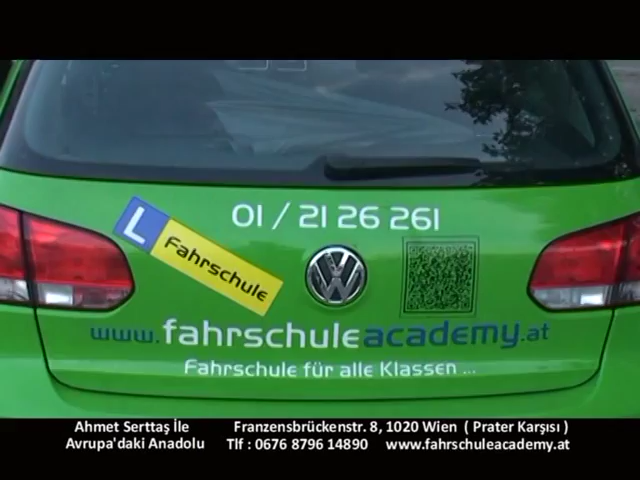 01 / 21 26 261
L Fahrschule
www.fahrschuleacademy.at
Fahrschule für alle Klassen ...
Ahmet Serttaş İle Franzensbrückenstr. 8, 1020 Wien ( Prater Karşısı )
Avrupa'daki Anadolu Tlf : 0676 8796 14890 www.fahrschuleacademy.at